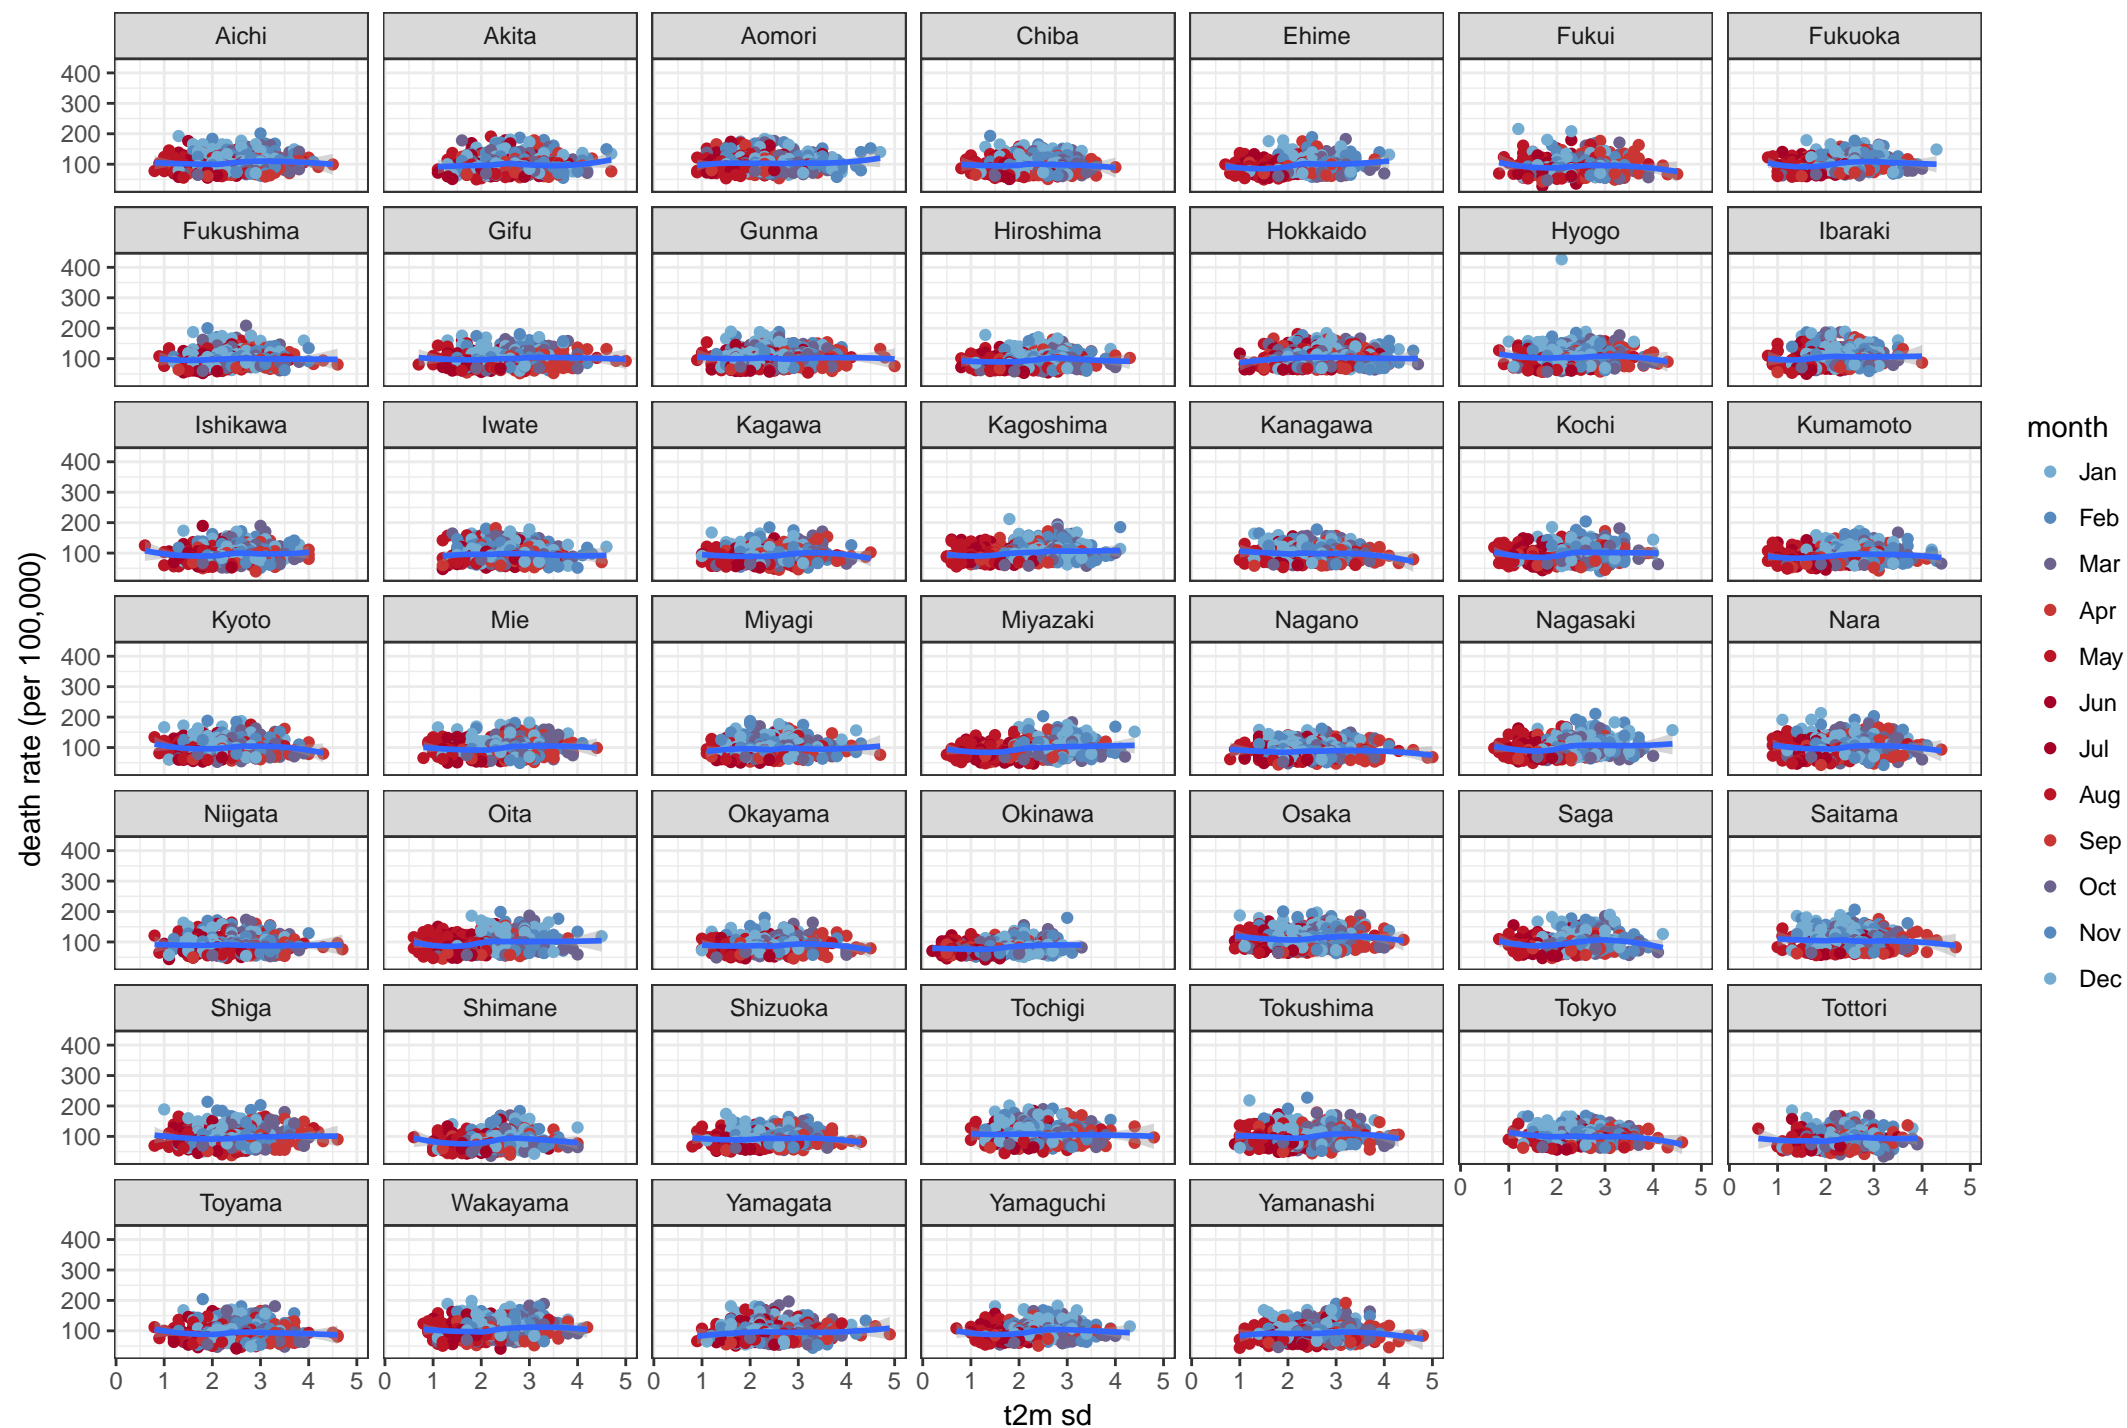 Aichi Akita Aomori Chiba Ehime Fukui Fukuoka
400
300
200
100
Fukushima Gifu Gunma Hiroshima Hokkaido Hyogo Ibaraki
400
300
200
100
Ishikawa Iwate Kagawa Kagoshima Kanagawa Kochi Kumamoto
400
300
200
100
Kyoto Mie Miyagi Miyazaki Nagano Nagasaki Nara
400
300
200
100
Niigata Oita Okayama Okinawa Osaka Saga Saitama
400
300
200
100
Shiga Shimane Shizuoka Tochigi Tokushima Tokyo Tottori
400
300
200
100
0 1 2 3 4 5 0 1 2 3 4 5
Toyama Wakayama Yamagata Yamaguchi Yamanashi
400
300
200
100
0 1 2 3 4 5 0 1 2 3 4 5 0 1 2 3 4 5 0 1 2 3 4 5 0 1 2 3 4 5
t2m sd
death rate (per 100,000)
month
Jan
Feb
Mar
Apr
May
Jun
Jul
Aug
Sep
Oct
Nov
Dec